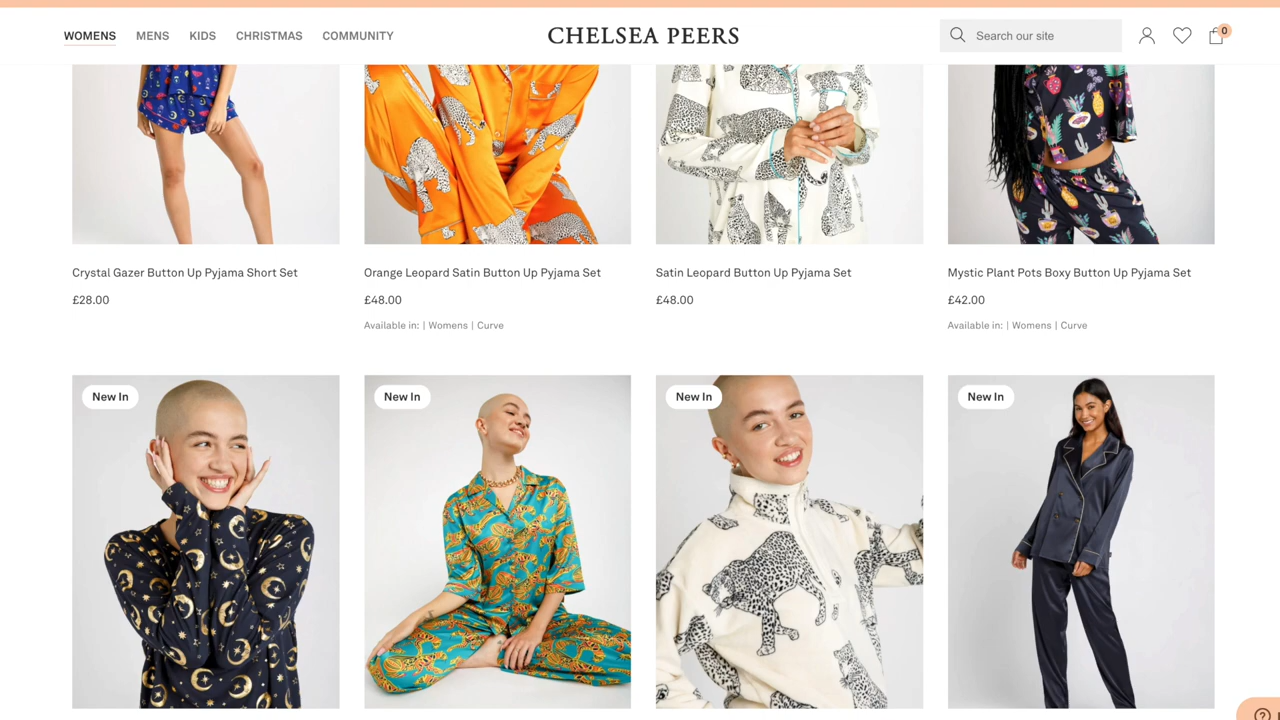 WOMENS MENS KIDS CHRISTMAS COMMUNITY CHELSEA PEERS Search our site 0
Crystal Gazer Button Up Pyjama Short Set
£28.00
Orange Leopard Satin Button Up Pyjama Set
£48.00
Available in: | Womens | Curve
Satin Leopard Button Up Pyjama Set
£48.00
Mystic Plant Pots Boxy Button Up Pyjama Set
£42.00
Available in: | Womens | Curve
New In
New In
New In
New In